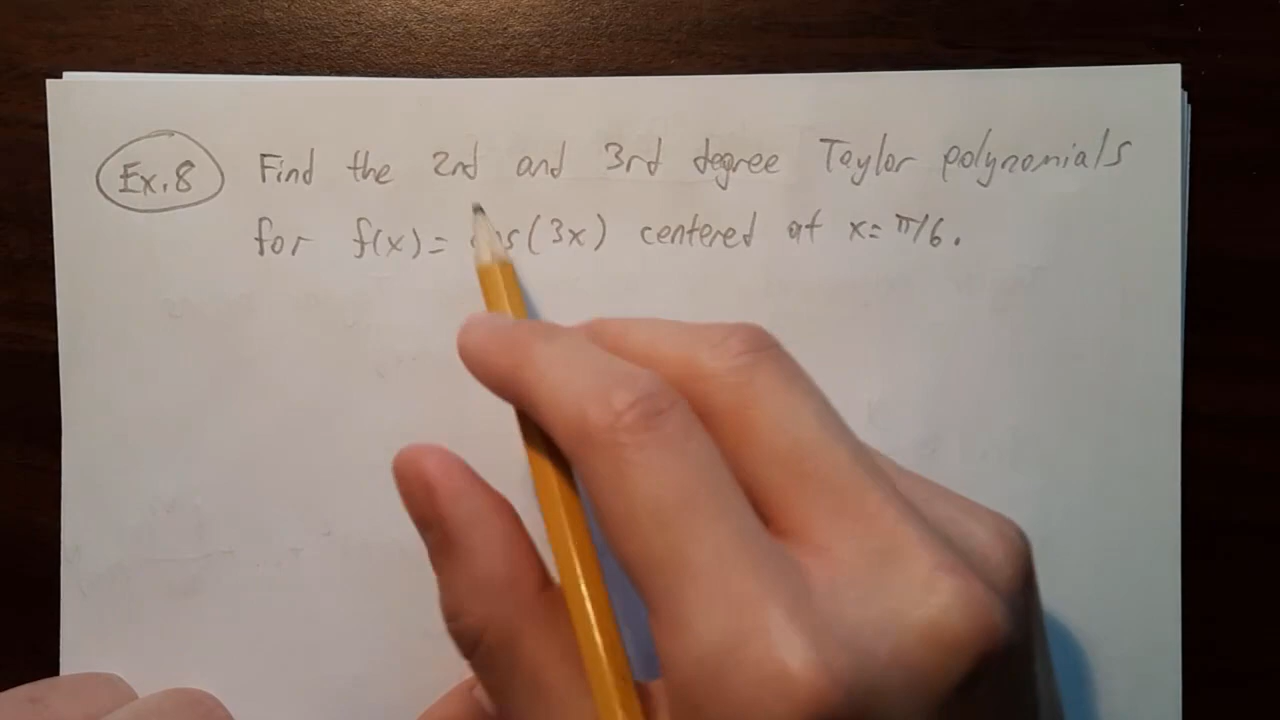 Ex. 8 Find the 2nd and 3rd degree Taylor polynomials
for f(x) = (3x) centered at x = π/6.